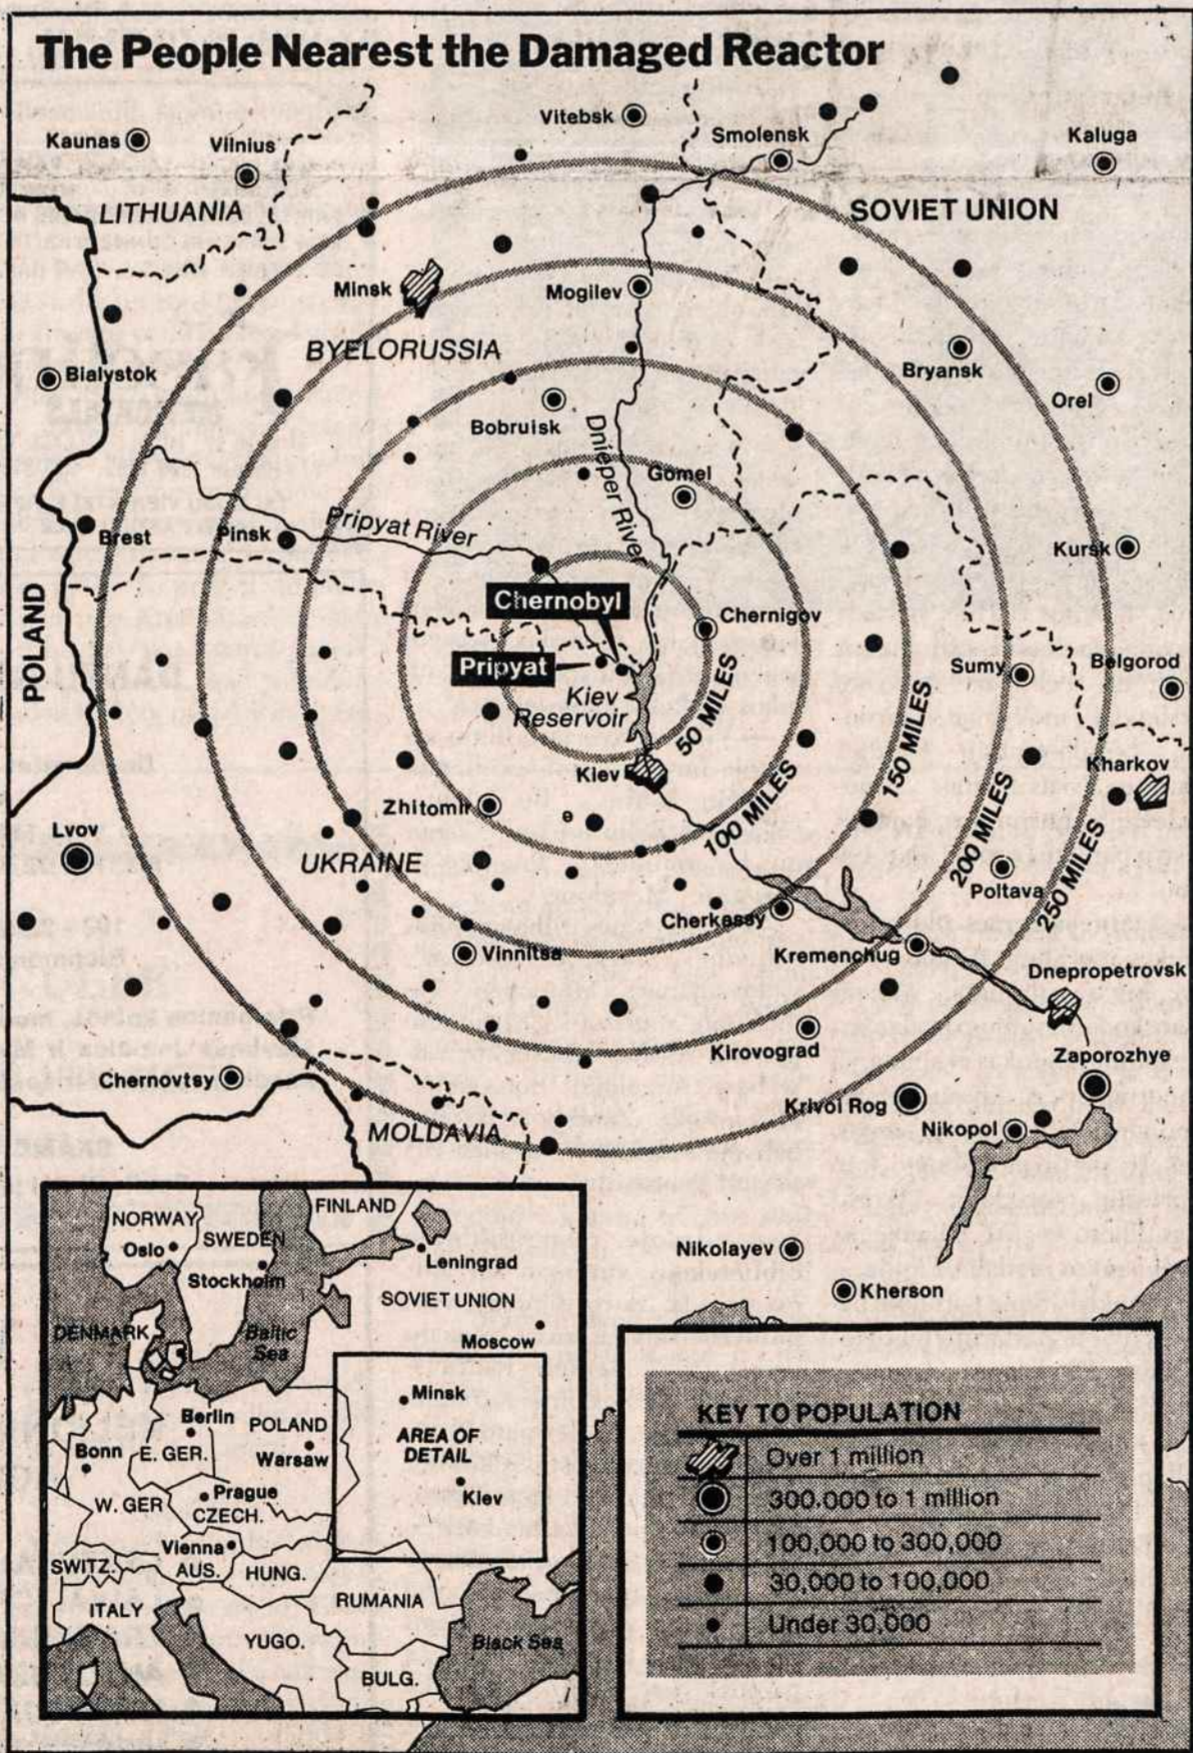 The People Nearest the Damaged Reactor
Vitebsk
Smolensk
Kaluga
Kaunas
Vilnius
LITHUANIA
SOVIET UNION
Minsk
Mogilev
BYELORUSSIA
Bryansk
Bialystok
Orel
Bobruisk
Dnieper River
Gomel
Pripyat River
Brest
Pinsk
Kursk
Chernobyl
Chernigov
POLAND
Pripyat
Sumy
Belgorod
Kiev
Reservoir
50 MILES
150 MILES
Kiev
Kharkov
Zhitomir
e
100 MILES
200 MILES
Lvov
UKRAINE
250 MILES
Poltava
Cherkassy
Vinnitsa
Kremenchug
Dnepropetrovsk
Kirovograd
Zaporozhye
Chernovtsy
Krivoi Rog
MOLDAVIA
Nikopol
Nikolayev
Kherson
NORWAY
FINLAND
Oslo
SWEDEN
Leningrad
Stockholm
SOVIET UNION
DENMARK
Baltic
Sea
Moscow
Minsk
Berlin
POLAND
AREA OF
DETAIL
Bonn
E. GER.
Warsaw
Prague
Kiev
W. GER
CZECH.
Vienna
SWITZ.
AUS.
HUNG.
ITALY
RUMANIA
YUGO.
Black Sea
BULG.
KEY TO POPULATION
Over 1 million
300.000 to 1 million
100,000 to 300,000
30,000 to 100,000
Under 30,000